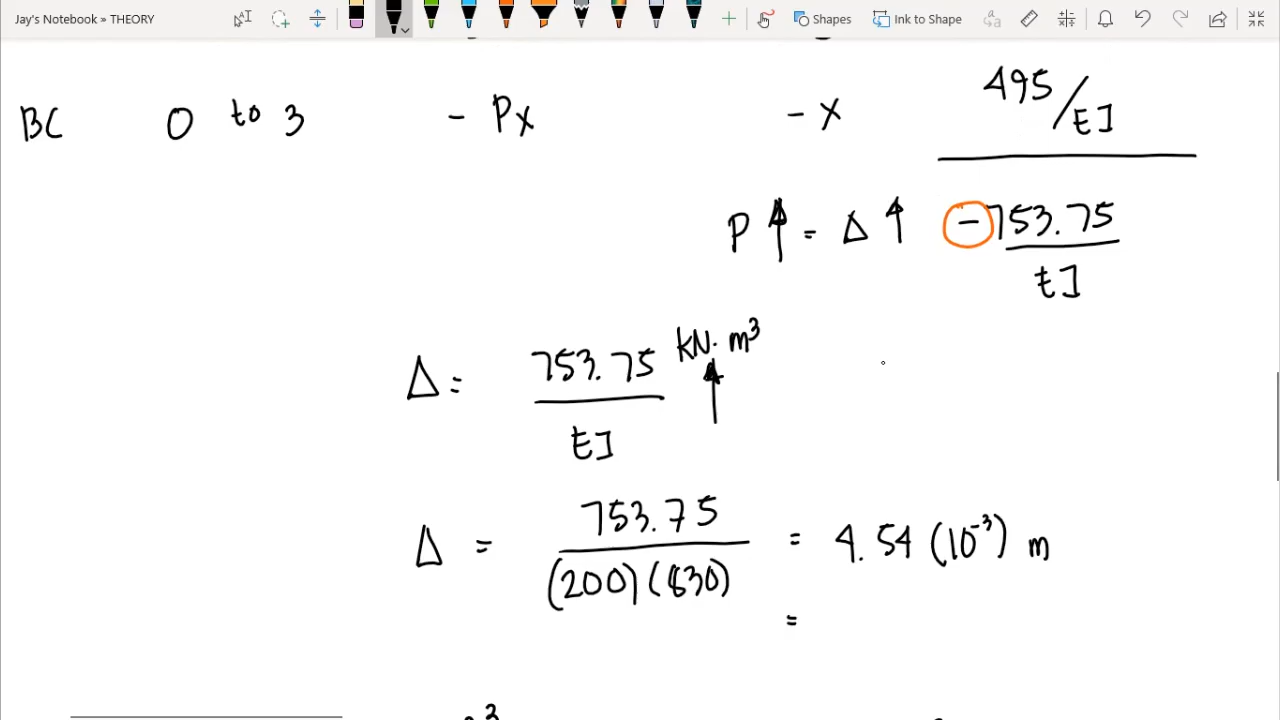 Jay's Notebook » THEORY Shapes Ink to Shape
BC 0 to 3 - Px - x 495/EI
P ↑ = Δ ↑ -753.75/EI
Δ = 753.75/EI kN·m³ ↑
Δ = 753.75/(200)(830) = 4.54 (10⁻³) m
=
3